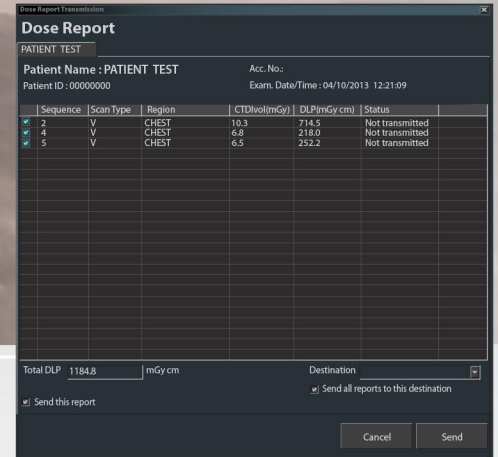 Dose Report Transmission
Dose Report
PATIENT TEST
Patient Name : PATIENT TEST Acc. No.:
Patient ID : 00000000 Exam. Date/Time : 04/10/2013 12:21:09
Sequence Scan Type Region CTDIvol(mGy) DLP(mGy cm) Status
2 V CHEST 10.3 714.5 Not transmitted
4 V CHEST 6.8 218.0 Not transmitted
5 V CHEST 6.5 252.2 Not transmitted
Total DLP 1184.8 mGy cm Destination
Send all reports to this destination
Send this report
Cancel Send